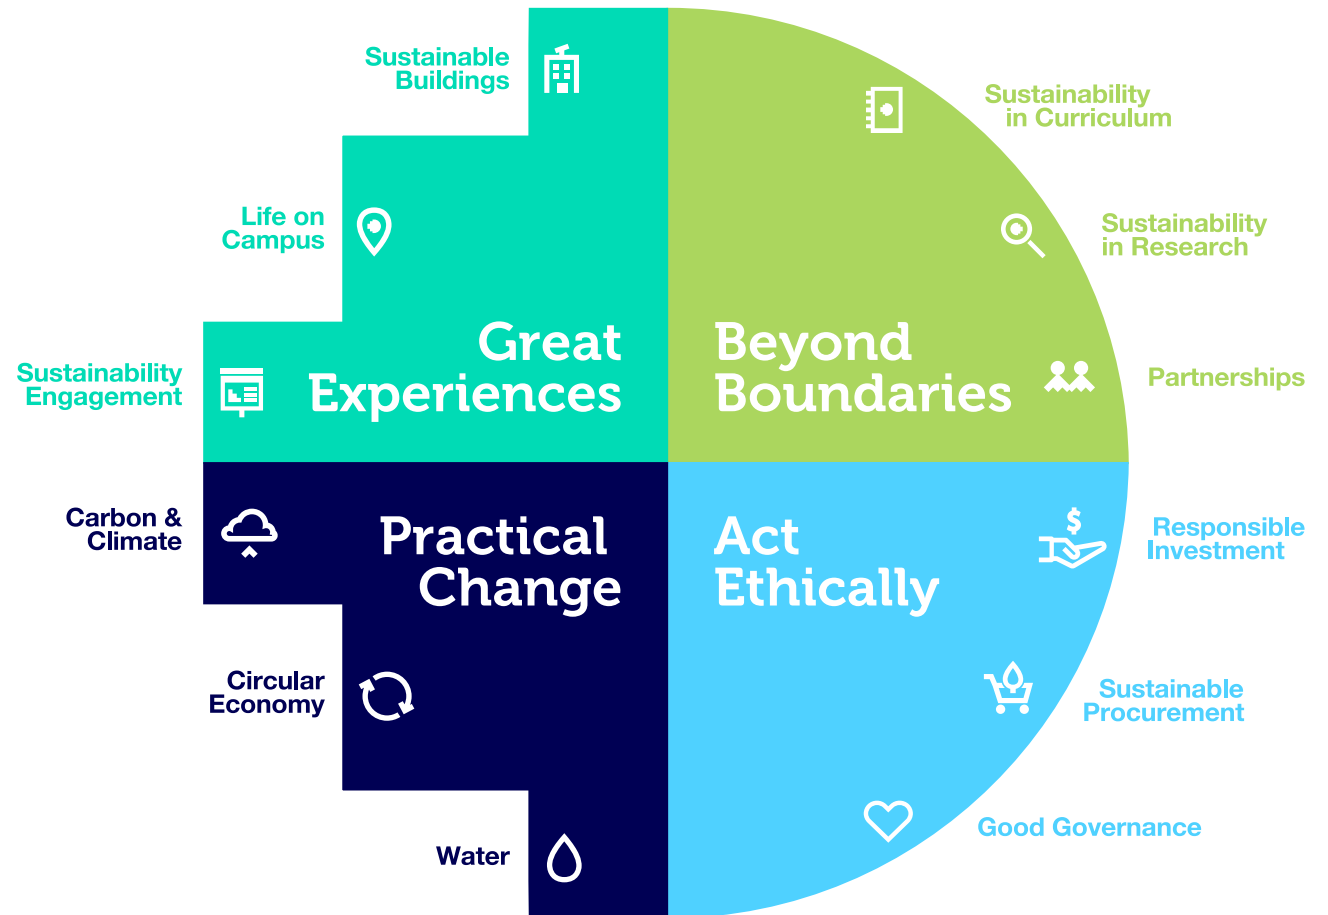 Sustainable
Buildings
Life on
Campus
Sustainability
Engagement
Great
Experiences
Sustainability
in Curriculum
Sustainability
in Research
Partnerships
Beyond
Boundaries
Carbon &
Climate
Circular
Economy
Water
Practical
Change
Act
Ethically
$
Responsible
Investment
Sustainable
Procurement
Good Governance